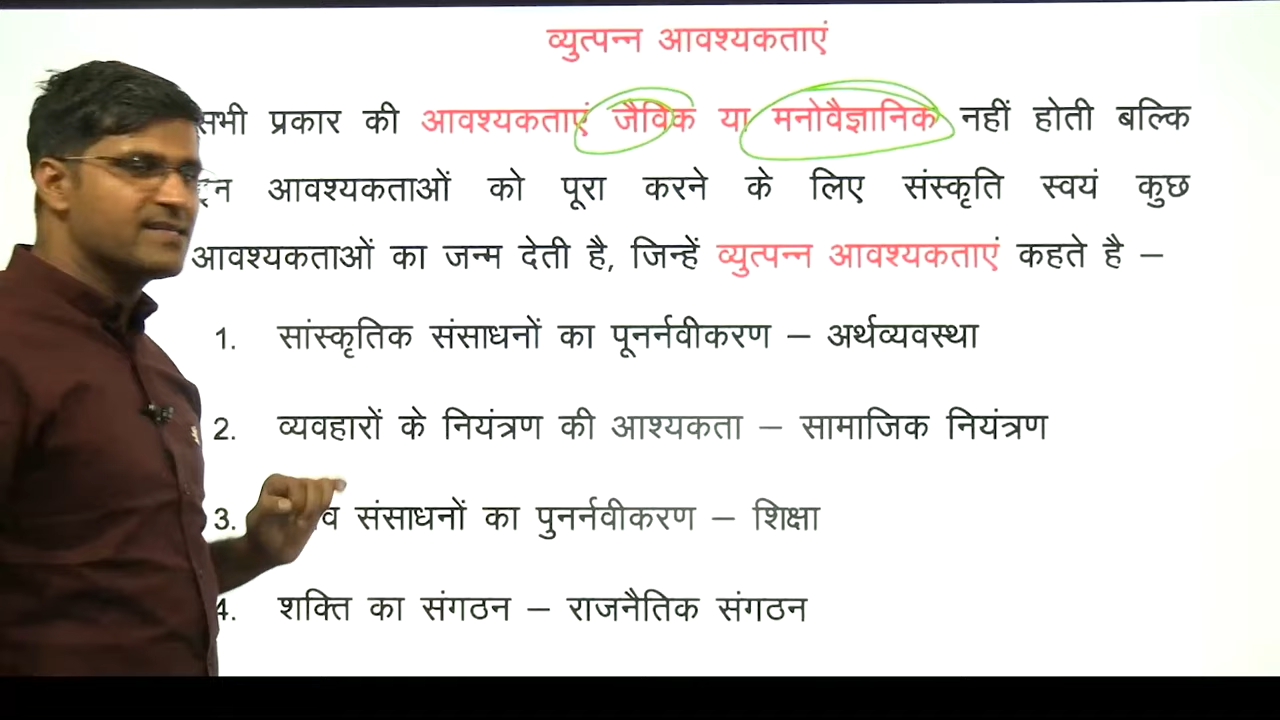 व्युत्पन्न आवश्यकताएं
सभी प्रकार की आवश्यकताएं जैविक या मनोवैज्ञानिक नहीं होती बल्कि
आवश्यकताओं को पूरा करने के लिए संस्कृति स्वयं कुछ
आवश्यकताओं का जन्म देती है, जिन्हें व्युत्पन्न आवश्यकताएं कहते है –
1. सांस्कृतिक संसाधनों का पूनर्नवीकरण – अर्थव्यवस्था
2. व्यवहारों के नियंत्रण की आश्यकता – सामाजिक नियंत्रण
3. संसाधनों का पुनर्नवीकरण – शिक्षा
4. शक्ति का संगठन – राजनैतिक संगठन